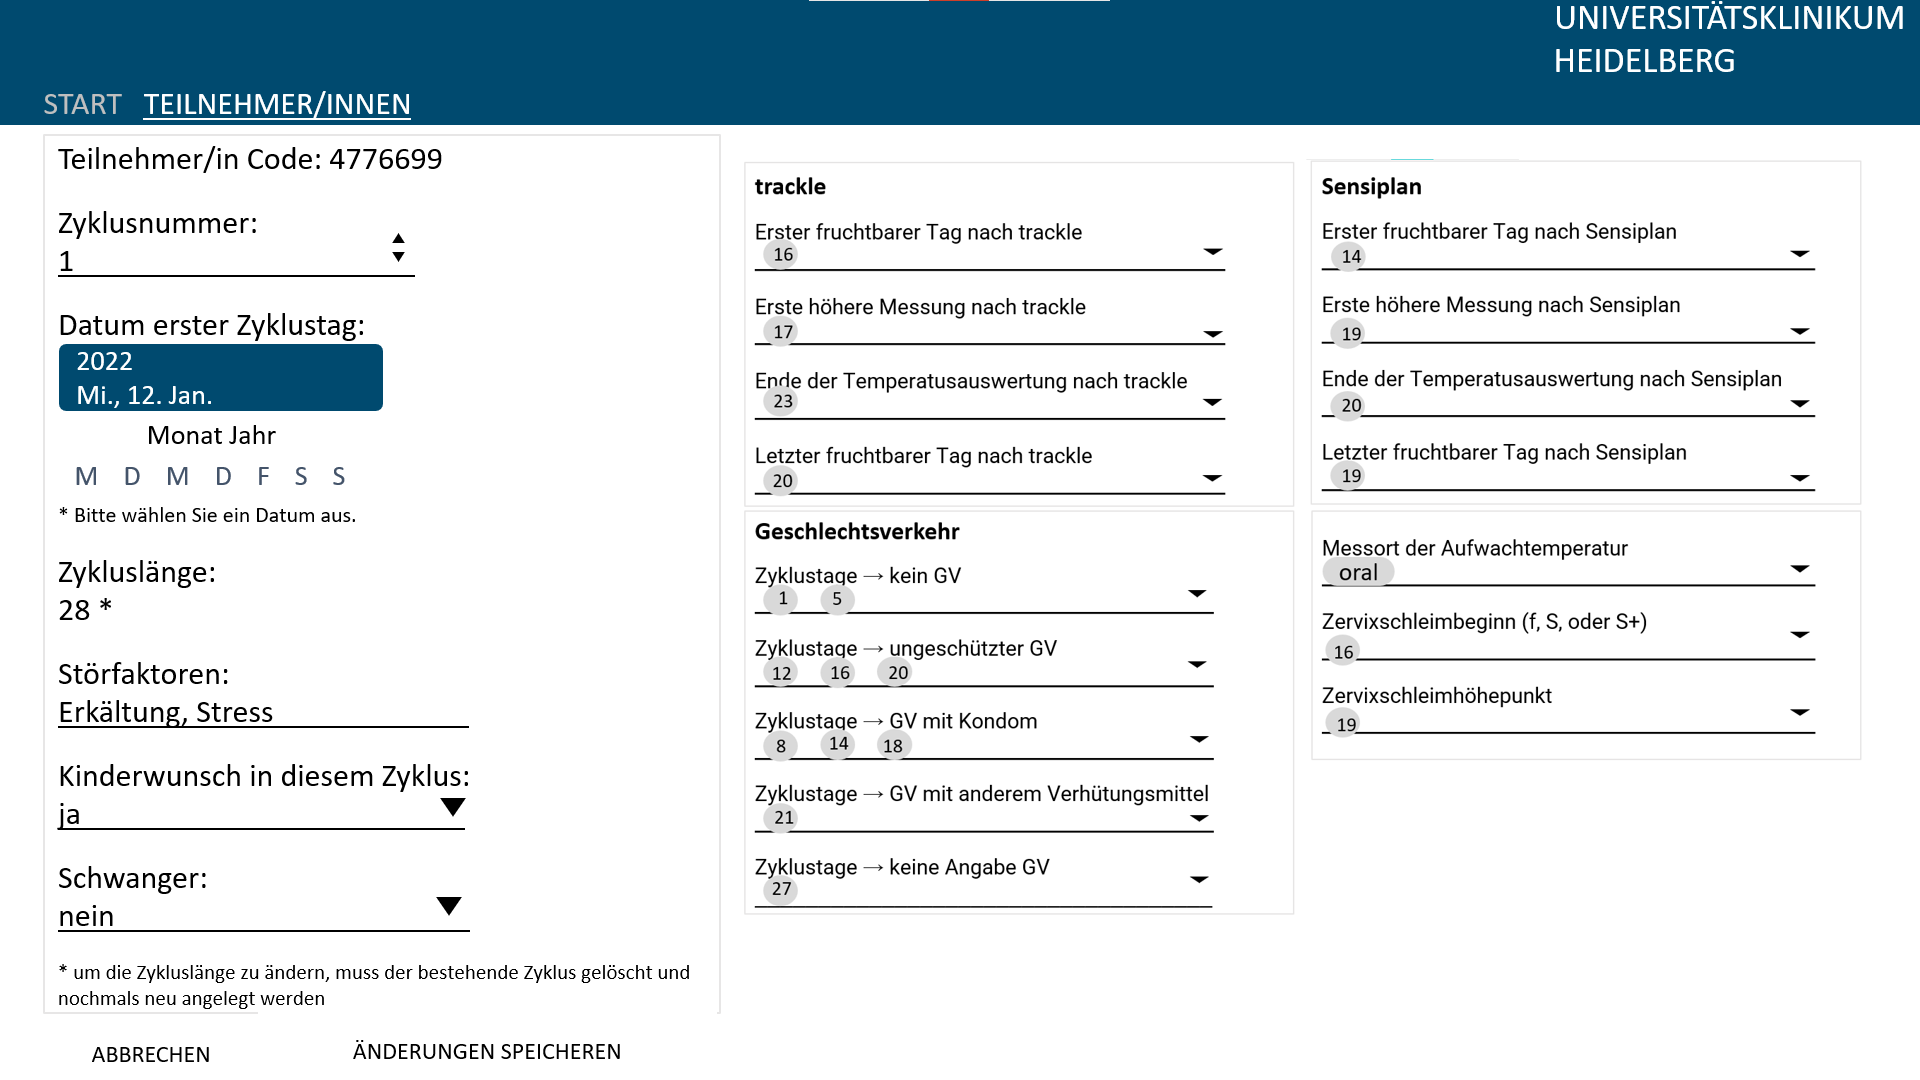 UNIVERSITÄTSKLINIKUM
HEIDELBERG
START TEILNEHMER/INNEN
Teilnehmer/in Code: 4776699
Zyklusnummer:
1
Datum erster Zyklustag:
2022
Mi., 12. Jan.
Monat Jahr
M D M D F S S
* Bitte wählen Sie ein Datum aus.
Zykluslänge:
28 *
Störfaktoren:
Erkältung, Stress
Kinderwunsch in diesem Zyklus:
ja
Schwanger:
nein
* um die Zykluslänge zu ändern, muss der bestehende Zyklus gelöscht und
nochmals neu angelegt werden
ABBRECHEN
ÄNDERUNGEN SPEICHERN
trackle
Erster fruchtbarer Tag nach trackle
16
Erste höhere Messung nach trackle
17
Ende der Temperatusauswertung nach trackle
23
Letzter fruchtbarer Tag nach trackle
20
Geschlechtsverkehr
Zyklustage → kein GV
1 5
Zyklustage → ungeschützter GV
12 16 20
Zyklustage → GV mit Kondom
8 14 18
Zyklustage → GV mit anderem Verhütungsmittel
21
Zyklustage → keine Angabe GV
27
Sensiplan
Erster fruchtbarer Tag nach Sensiplan
14
Erste höhere Messung nach Sensiplan
19
Ende der Temperatusauswertung nach Sensiplan
20
Letzter fruchtbarer Tag nach Sensiplan
19
Messort der Aufwachtemperatur
oral
Zervixschleimbeginn (f, S, oder S+)
16
Zervixschleimhöhepunkt
19